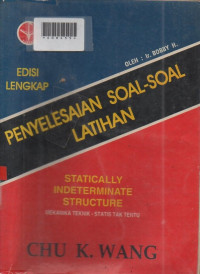 OLEH : Ir. BOBBY H.
EDISI
LENGKAP
PENYELESAIAN SOAL-SOAL
LATIHAN
STATICALLY
INDETERMINATE
STRUCTURE
MEKANIKA TEKNIK - STATIS TAK TENTU
CHU K. WANG